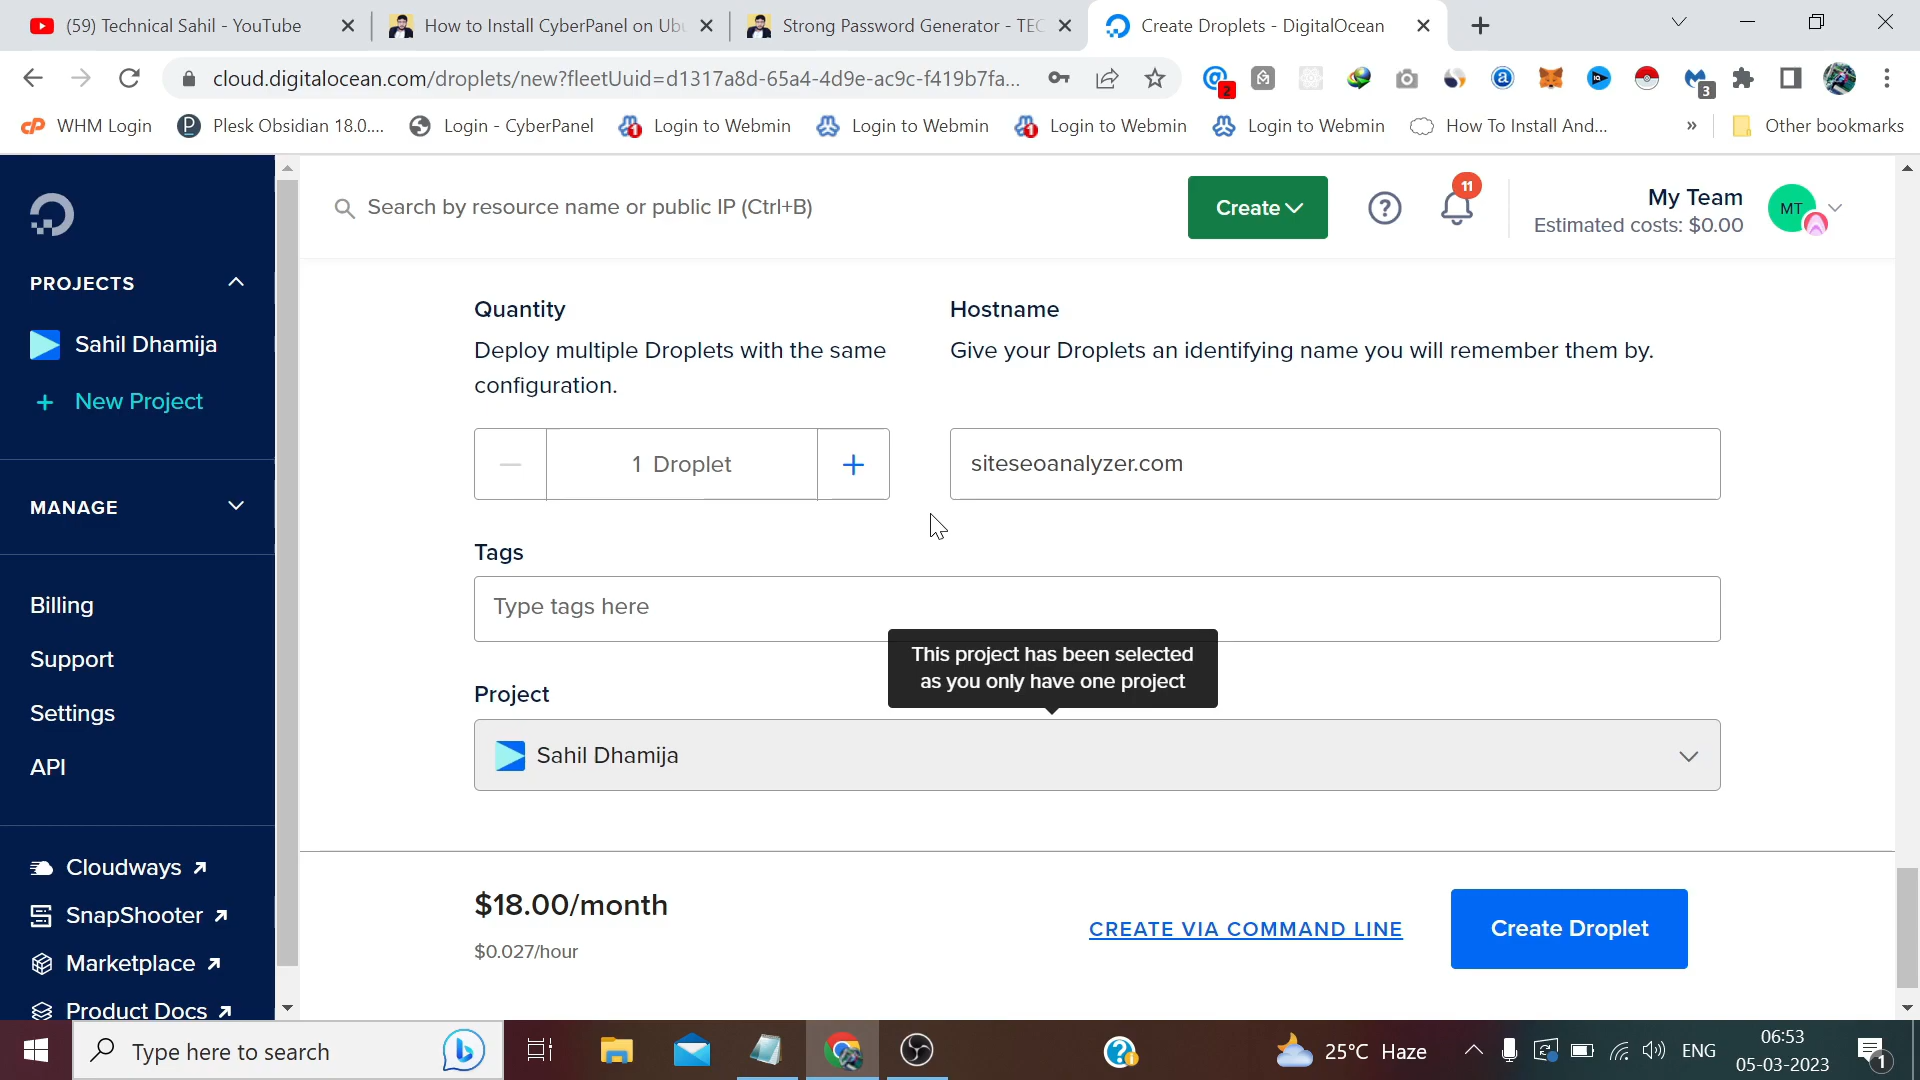 (59) Technical Sahil - YouTube
How to Install CyberPanel on Ub
Strong Password Generator - TEC
Create Droplets - DigitalOcean
cloud.digitalocean.com/droplets/new?fleetUuid=d1317a8d-65a4-4d9e-ac9c-f419b7fa...
2
3
WHM Login
Plesk Obsidian 18.0....
Login - CyberPanel
Login to Webmin
Login to Webmin
Login to Webmin
Login to Webmin
How To Install And...
»
Other bookmarks
PROJECTS
Sahil Dhamija
+ New Project
MANAGE
Billing
Support
Settings
API
Cloudways
SnapShooter
Marketplace
Product Docs
Search by resource name or public IP (Ctrl+B)
Create
11
My Team
Estimated costs: $0.00
MT
Quantity
Deploy multiple Droplets with the same
configuration.
1 Droplet
Hostname
Give your Droplets an identifying name you will remember them by.
siteseoanalyzer.com
Tags
Type tags here
This project has been selected
as you only have one project
Project
Sahil Dhamija
$18.00/month
$0.027/hour
CREATE VIA COMMAND LINE
Create Droplet
Type here to search
25°C Haze
ENG
06:53
05-03-2023
1